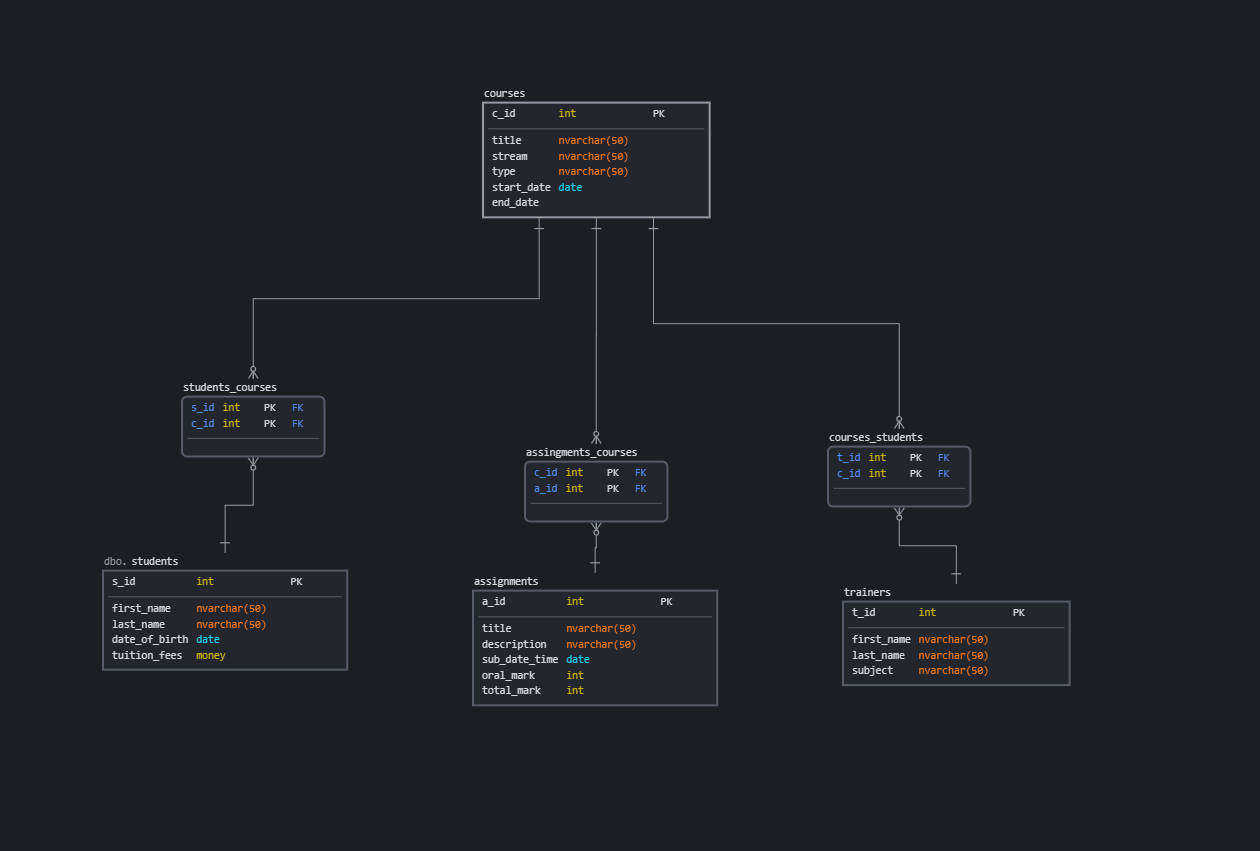 courses
c_id int PK
title nvarchar(50)
stream nvarchar(50)
type nvarchar(50)
start_date date
end_date
students_courses
s_id int PK FK
c_id int PK FK
assingments_courses
c_id int PK FK
a_id int PK FK
courses_students
t_id int PK FK
c_id int PK FK
dbo. students
s_id int PK
first_name nvarchar(50)
last_name nvarchar(50)
date_of_birth date
tuition_fees money
assignments
a_id int PK
title nvarchar(50)
description nvarchar(50)
sub_date_time date
oral_mark int
total_mark int
trainers
t_id int PK
first_name nvarchar(50)
last_name nvarchar(50)
subject nvarchar(50)